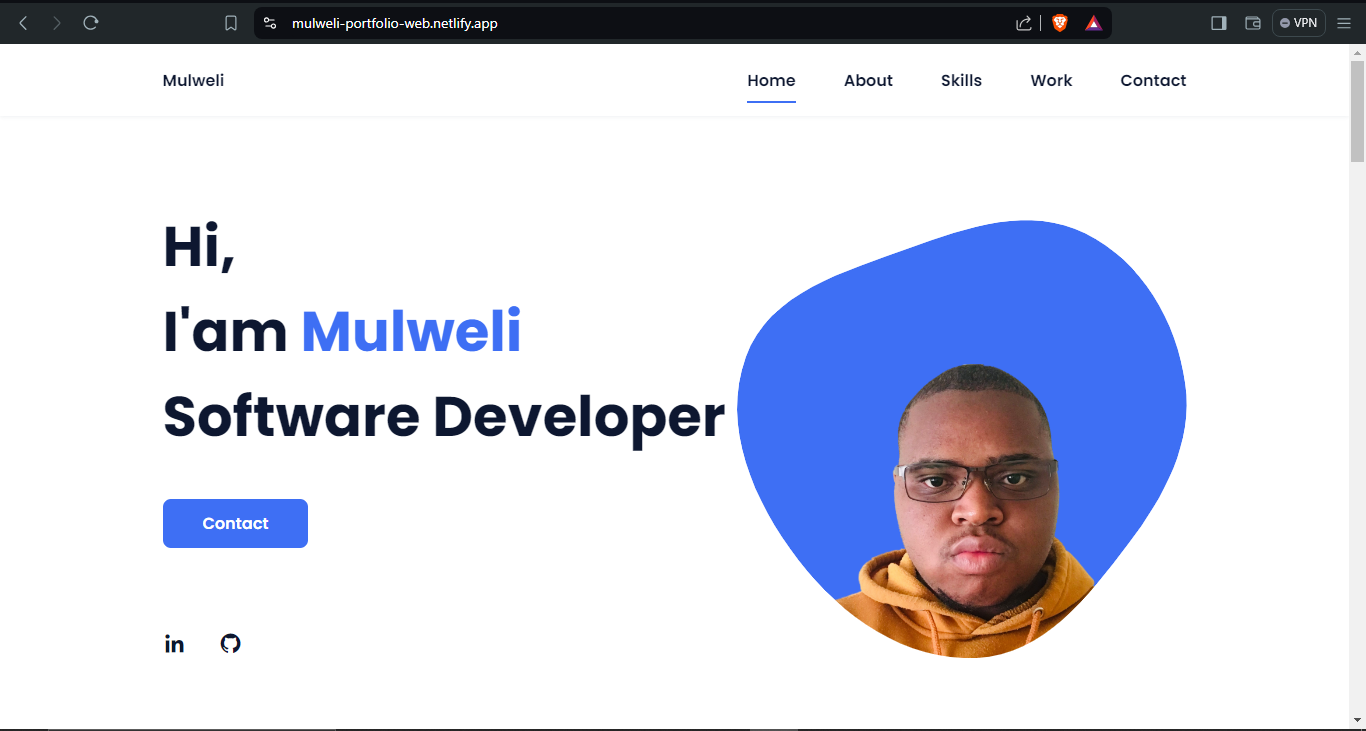 mulweli-portfolio-web.netlify.app
VPN
Mulweli
Home About Skills Work Contact
Hi,
I'am Mulweli
Software Developer
Contact
in